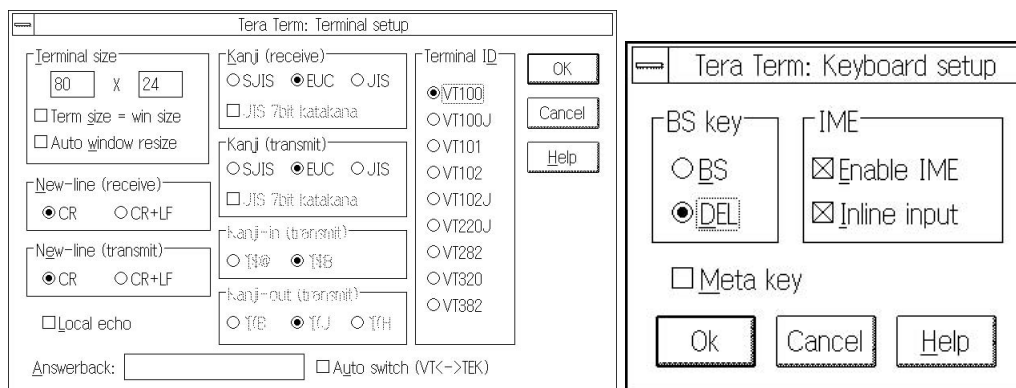 Tera Term: Terminal setup
Terminal size
80 X 24
Term size = win size
Auto window resize
New-line (receive)
CR CR+LF
New-line (transmit)
CR CR+LF
Local echo
Answerback:
Kanji (receive)
SJIS EUC JIS
JIS 7bit katakana
Kanji (transmit)
SJIS EUC JIS
JIS 7bit katakana
Kanji-in (transmit)
^[$@ ^[$B
Kanji-out (transmit)
^[(B ^[(J ^[(H
Auto switch (VT<->TEK)
Terminal ID
VT100
VT100J
VT101
VT102
VT102J
VT220J
VT282
VT320
VT382
OK
Cancel
Help
Tera Term: Keyboard setup
BS key
BS
DEL
IME
Enable IME
Inline input
Meta key
Ok Cancel Help